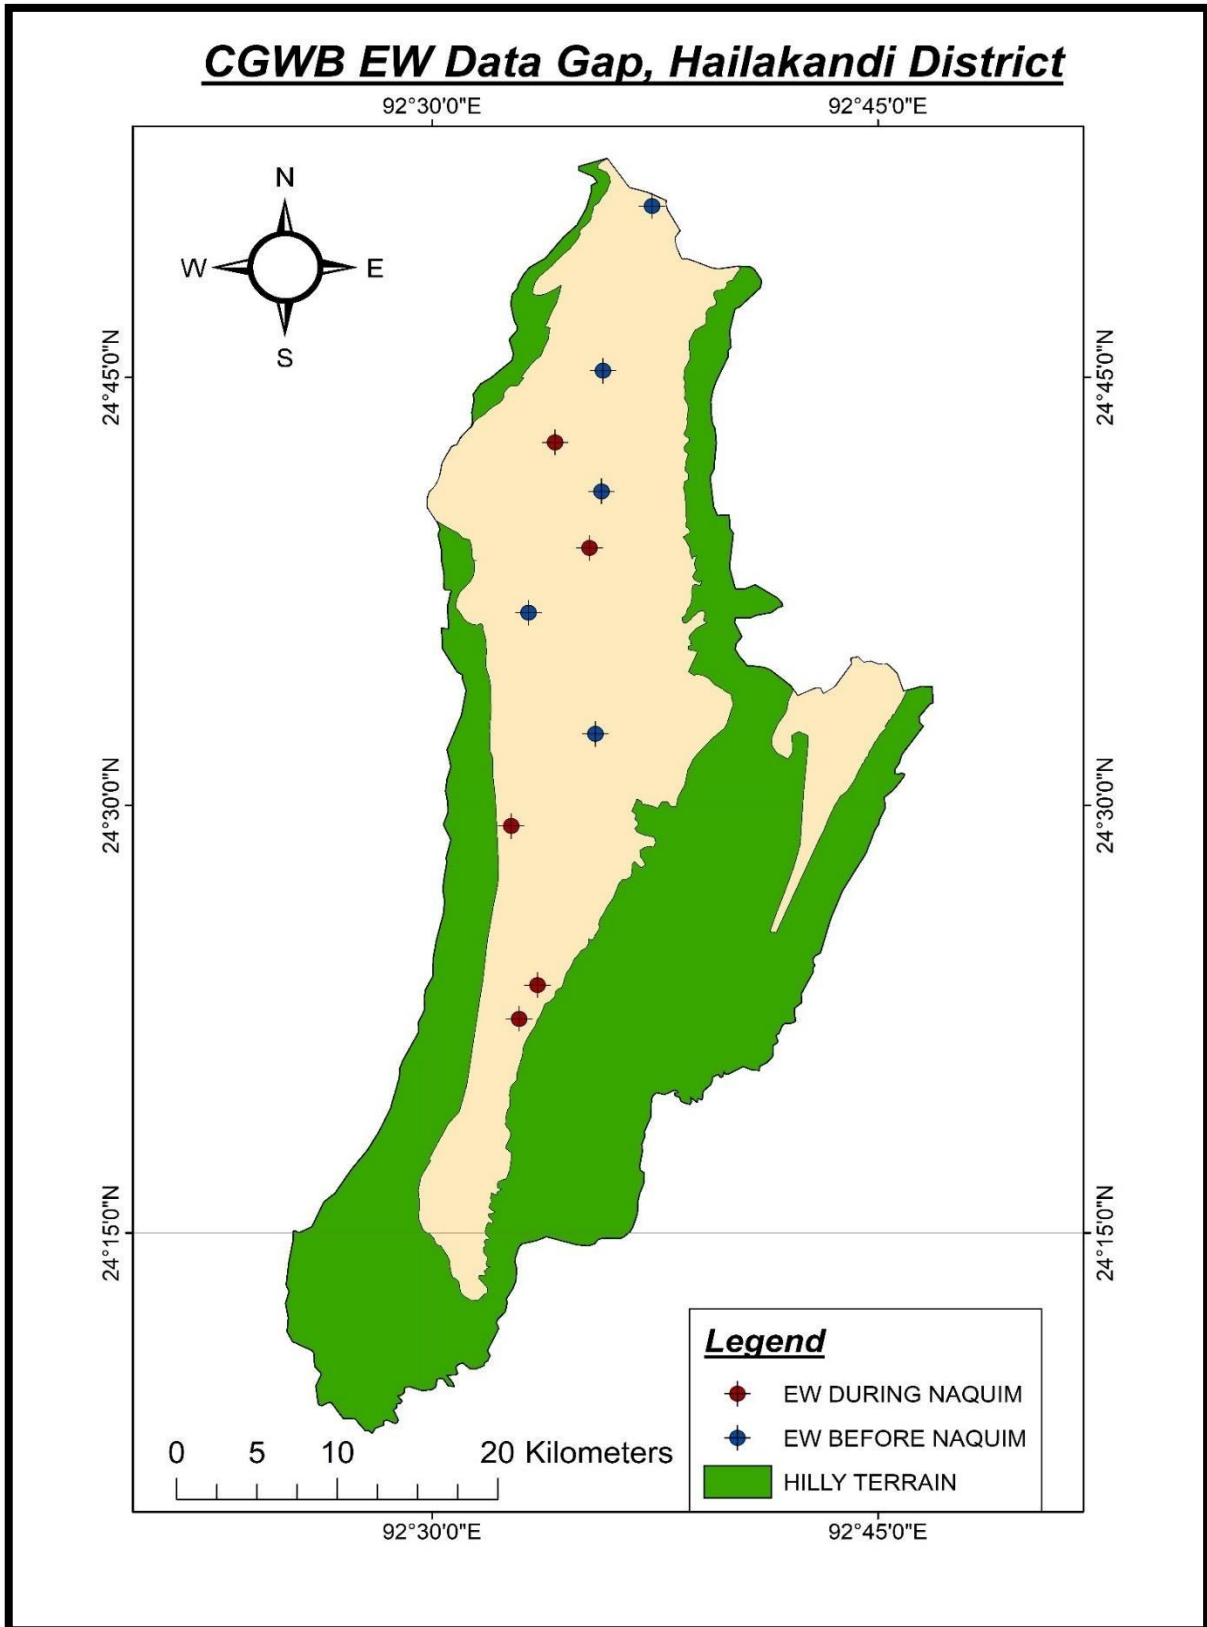 CGWB EW Data Gap, Hailakandi District
92°30'0"E 92°45'0"E
N
W E
S
24°45'0"N 24°45'0"N
24°30'0"N 24°30'0"N
24°15'0"N 24°15'0"N
Legend
EW DURING NAQUIM
EW BEFORE NAQUIM
HILLY TERRAIN
0 5 10 20 Kilometers
92°30'0"E 92°45'0"E